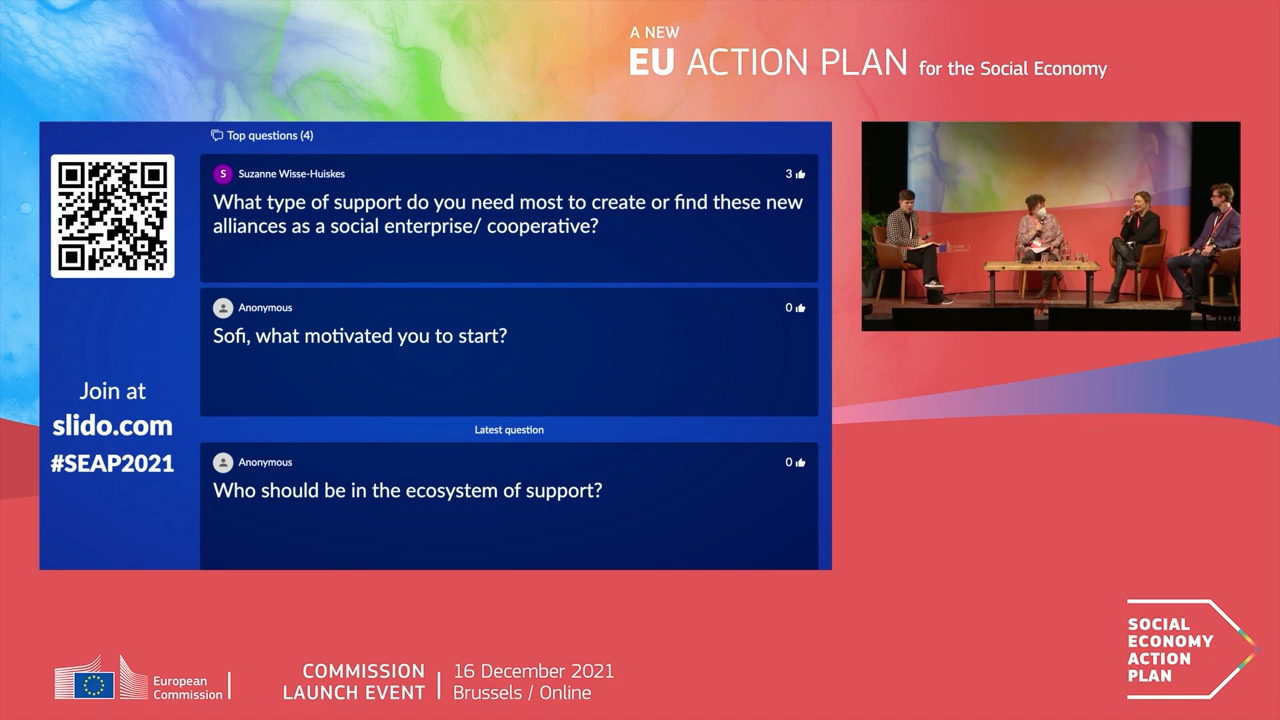 A NEW
EU ACTION PLAN for the Social Economy
Top questions (4)
S Suzanne Wisse-Huiskes 3
What type of support do you need most to create or find these new
alliances as a social enterprise/ cooperative?
Anonymous 0
Sofi, what motivated you to start?
Join at
slido.com
#SEAP2021
Latest question
Anonymous 0
Who should be in the ecosystem of support?
European
Commission
COMMISSION
LAUNCH EVENT
16 December 2021
Brussels / Online
SOCIAL
ECONOMY
ACTION
PLAN